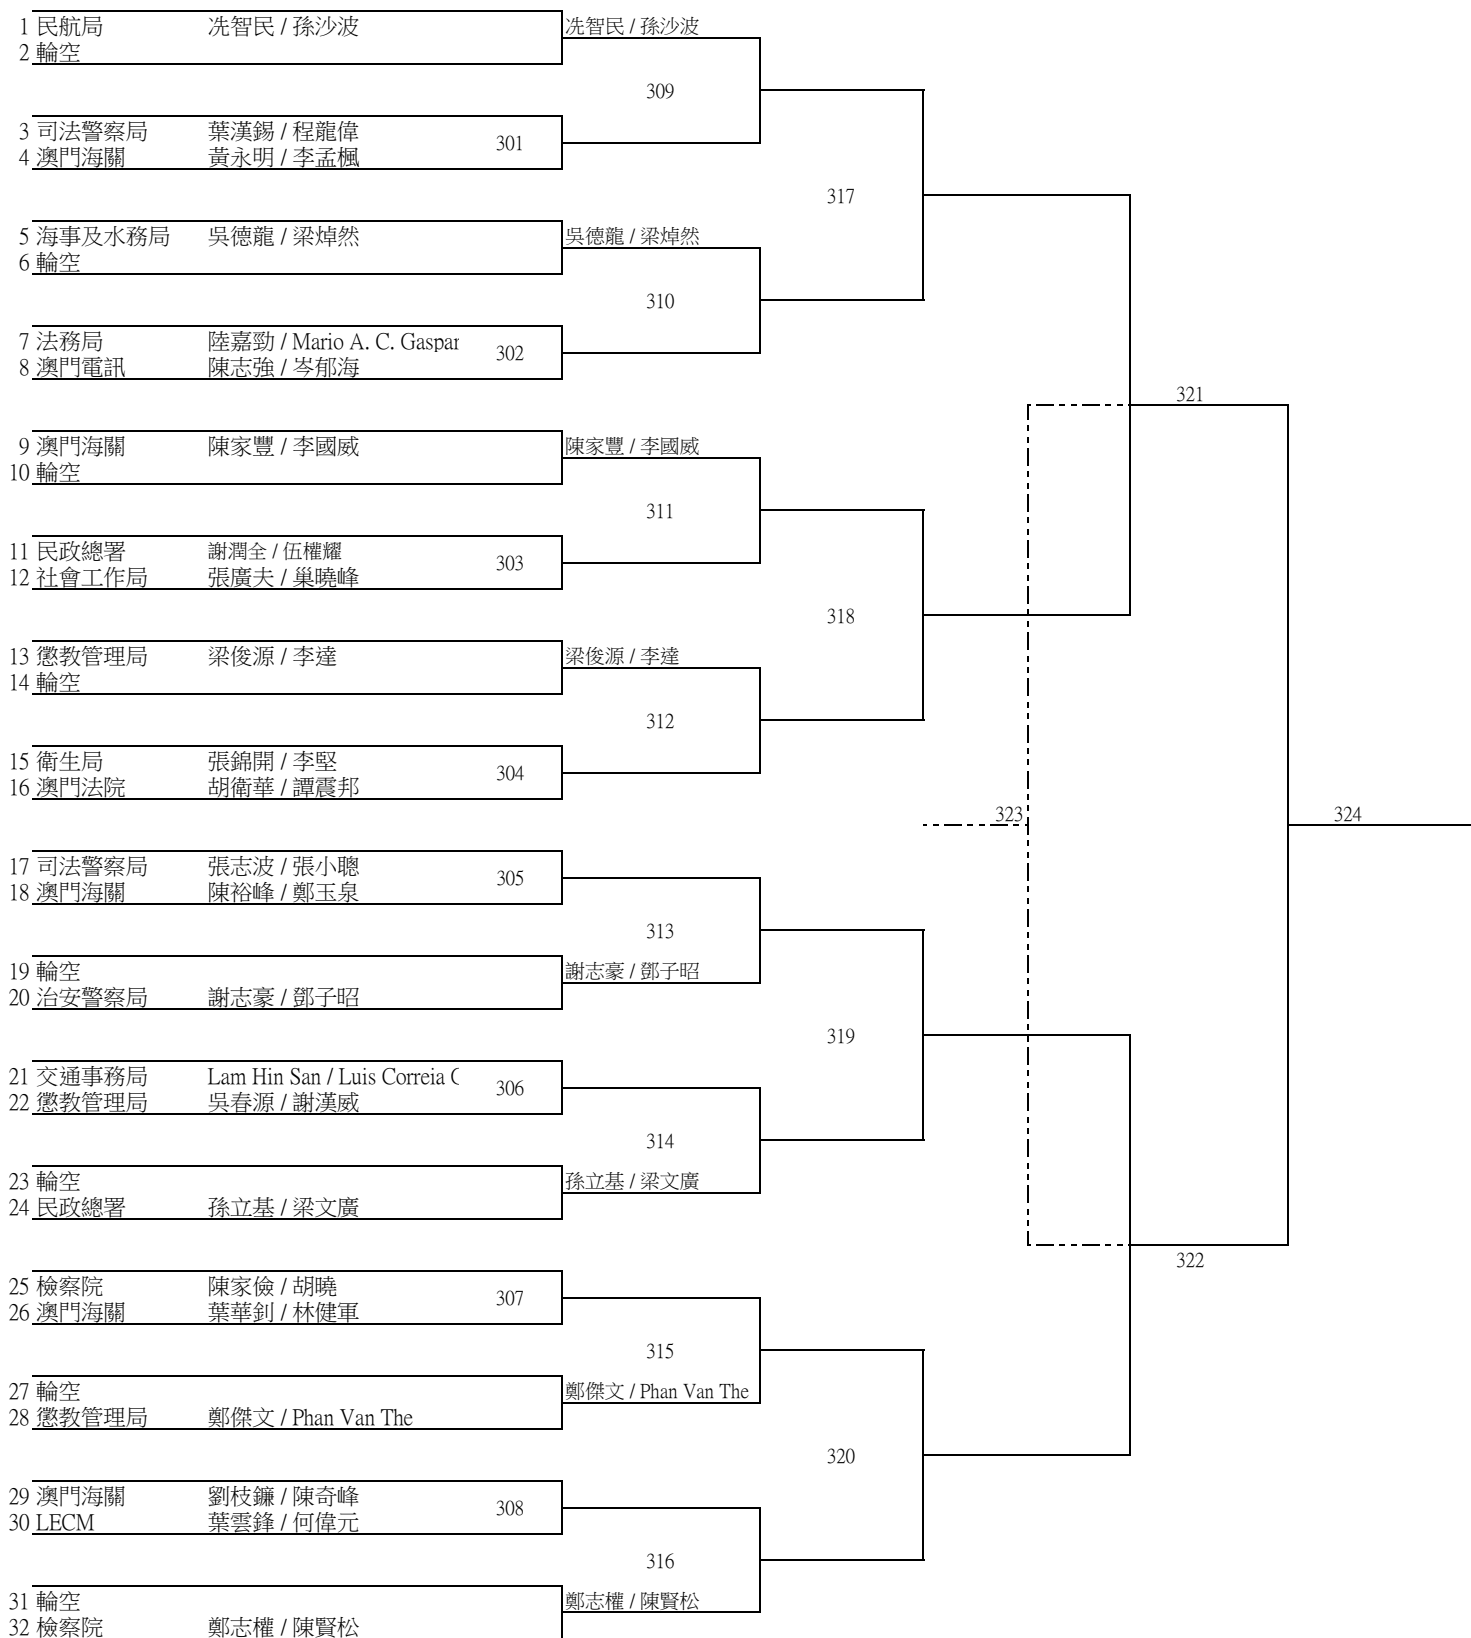 1 民航局 冼智民 / 孫沙波 冼智民 / 孫沙波
2 輪空
309
3 司法警察局 葉漢錫 / 程龍偉 301
4 澳門海關 黃永明 / 李孟楓
317
5 海事及水務局 吳德龍 / 梁焯然 吳德龍 / 梁焯然
6 輪空
310
7 法務局 陸嘉勁 / Mario A. C. Gaspar 302
8 澳門電訊 陳志強 / 岑郁海
321
9 澳門海關 陳家豐 / 李國威 陳家豐 / 李國威
10 輪空
311
11 民政總署 謝潤全 / 伍權耀 303
12 社會工作局 張廣夫 / 巢曉峰
318
13 懲教管理局 梁俊源 / 李達 梁俊源 / 李達
14 輪空
312
15 衛生局 張錦開 / 李堅 304
16 澳門法院 胡衛華 / 譚震邦
323 324
17 司法警察局 張志波 / 張小聰 305
18 澳門海關 陳裕峰 / 鄭玉泉
313
19 輪空 謝志豪 / 鄧子昭
20 治安警察局 謝志豪 / 鄧子昭
319
21 交通事務局 Lam Hin San / Luis Correia 306
22 懲教管理局 吳春源 / 謝漢威
314
23 輪空 孫立基 / 梁文廣
24 民政總署 孫立基 / 梁文廣
322
25 檢察院 陳家儉 / 胡曉 307
26 澳門海關 葉華釗 / 林健軍
315
27 輪空 鄭傑文 / Phan Van The
28 懲教管理局 鄭傑文 / Phan Van The
320
29 澳門海關 劉枝鐮 / 陳奇峰 308
30 LECM 葉雲鋒 / 何偉元
316
31 輪空 鄭志權 / 陳賢松
32 檢察院 鄭志權 / 陳賢松